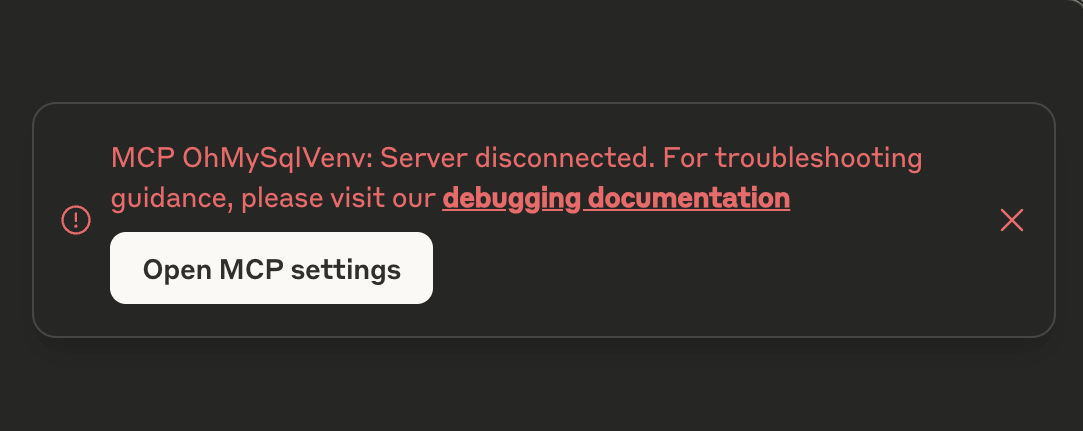 MCP OhMySqlVenv: Server disconnected. For troubleshooting
guidance, please visit our debugging documentation
Open MCP settings